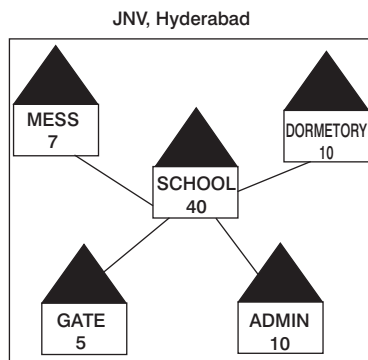 JNV, Hyderabad
MESS
7
DORMETORY
10
SCHOOL
40
GATE
5
ADMIN
10